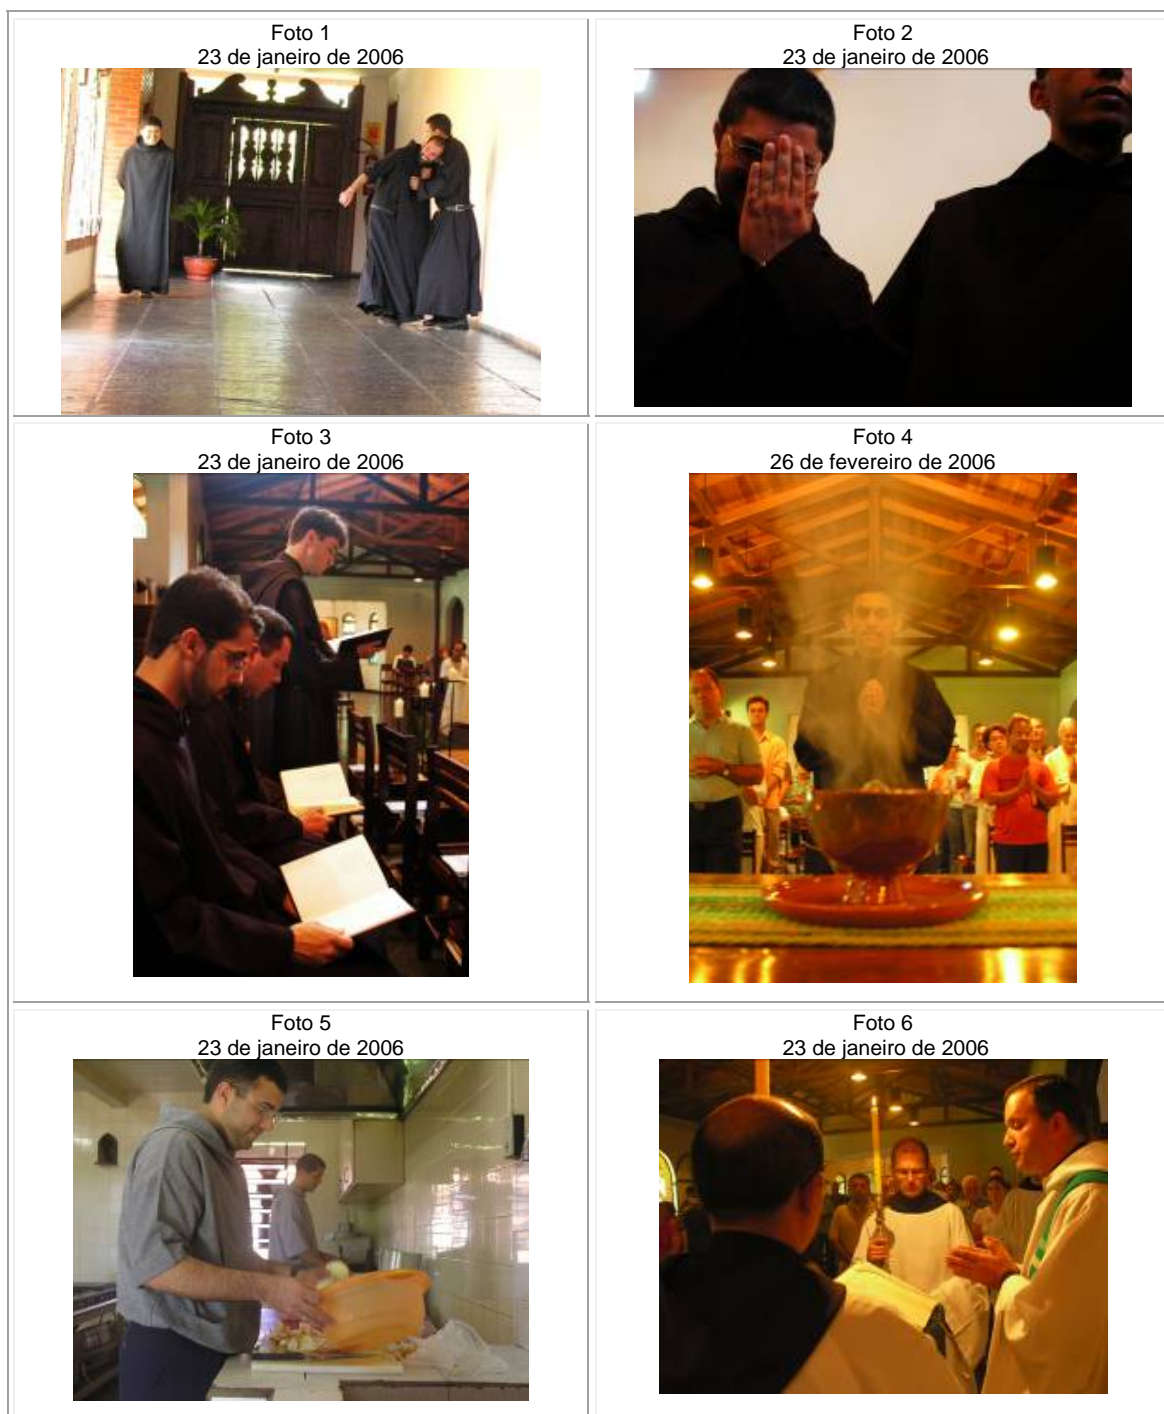 Foto 1
23 de janeiro de 2006
Foto 2
23 de janeiro de 2006
Foto 3
23 de janeiro de 2006
Foto 4
26 de fevereiro de 2006
Foto 5
23 de janeiro de 2006
Foto 6
23 de janeiro de 2006